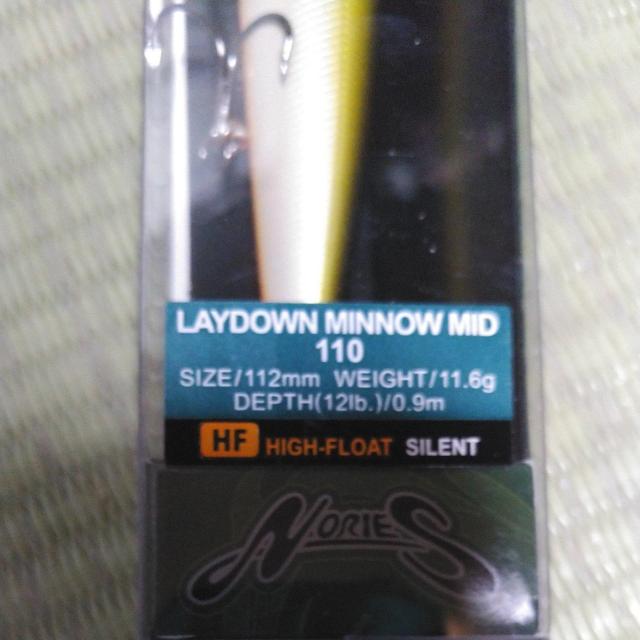 LAYDOWN MINNOW MID
110
SIZE/112mm WEIGHT/11.6g
DEPTH(12lb.)/0.9m
HF HIGH-FLOAT SILENT
NORIES